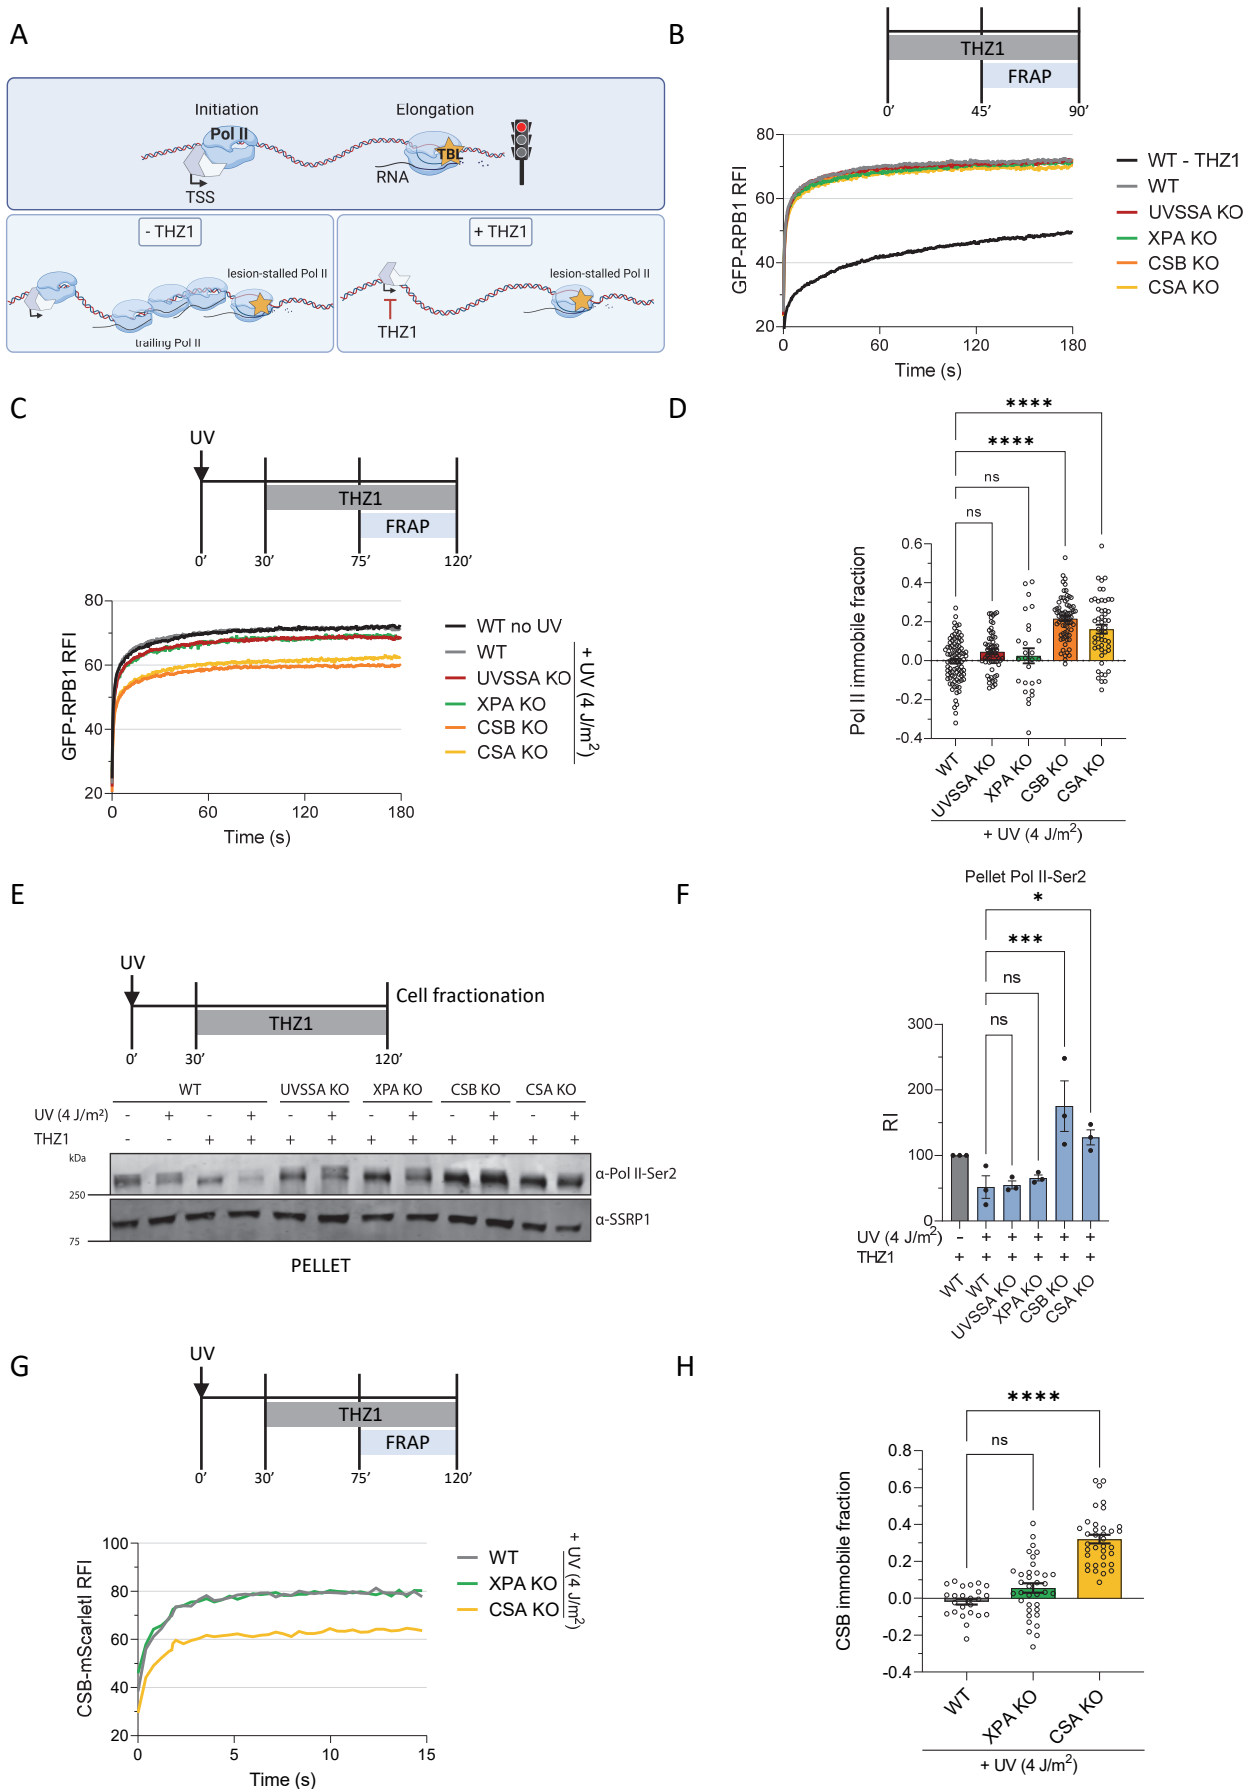 A
Initiation
Elongation
Pol II
TBL
RNA
TSS
- THZ1
+ THZ1
lesion-stalled Pol II
lesion-stalled Pol II
THZ1
trailing Pol II
B
THZ1
FRAP
0' 45' 90'
GFP-RPB1 RFI
80
60
40
20
0 60 120 180
Time (s)
WT - THZ1
WT
UVSSA KO
XPA KO
CSB KO
CSA KO
C
UV
THZ1
FRAP
0' 30' 75' 120'
GFP-RPB1 RFI
80
60
40
20
0 60 120 180
Time (s)
WT no UV
WT
UVSSA KO
XPA KO
CSB KO
CSA KO
+ UV (4 J/m²)
D
****
****
ns
ns
Pol II immobile fraction
0.6
0.4
0.2
0.0
-0.2
-0.4
WT UVSSA KO XPA KO CSB KO CSA KO
+ UV (4 J/m²)
E
UV
Cell fractionation
THZ1
0' 30' 120'
WT UVSSA KO XPA KO CSB KO CSA KO
UV (4 J/m²) - + - + - + - + - + - +
THZ1 - - + + + + + + + + + +
kDa
α-Pol II-Ser2
250
α-SSRP1
75
PELLET
F
Pellet Pol II-Ser2
*
***
ns
ns
RI
300
200
100
0
UV (4 J/m²) - + + + + +
THZ1 + + + + + +
WT WT UVSSA KO XPA KO CSB KO CSA KO
G
UV
THZ1
FRAP
0' 30' 75' 120'
CSB-mScarletI RFI
100
80
60
40
20
0 5 10 15
Time (s)
WT
XPA KO
CSA KO
+ UV (4 J/m²)
H
****
ns
CSB immobile fraction
0.8
0.6
0.4
0.2
-0.0
-0.2
-0.4
WT XPA KO CSA KO
+ UV (4 J/m²)